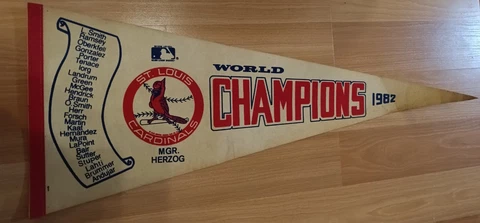 Smith
Ramsey
Oberkfell
Gonzalez
Porter
Tenace
Iorg
Landrum
Green
McGee
Hendrick
Braun
O.Smith
Herr
Forsch
Martin
Kaat
Hernandez
Mura
LaPoint
Bair
Sutter
Stuper
Lahti
Brummer
Andujar
ST. LOUIS
CARDINALS
MGR.
HERZOG
WORLD
CHAMPIONS
1982